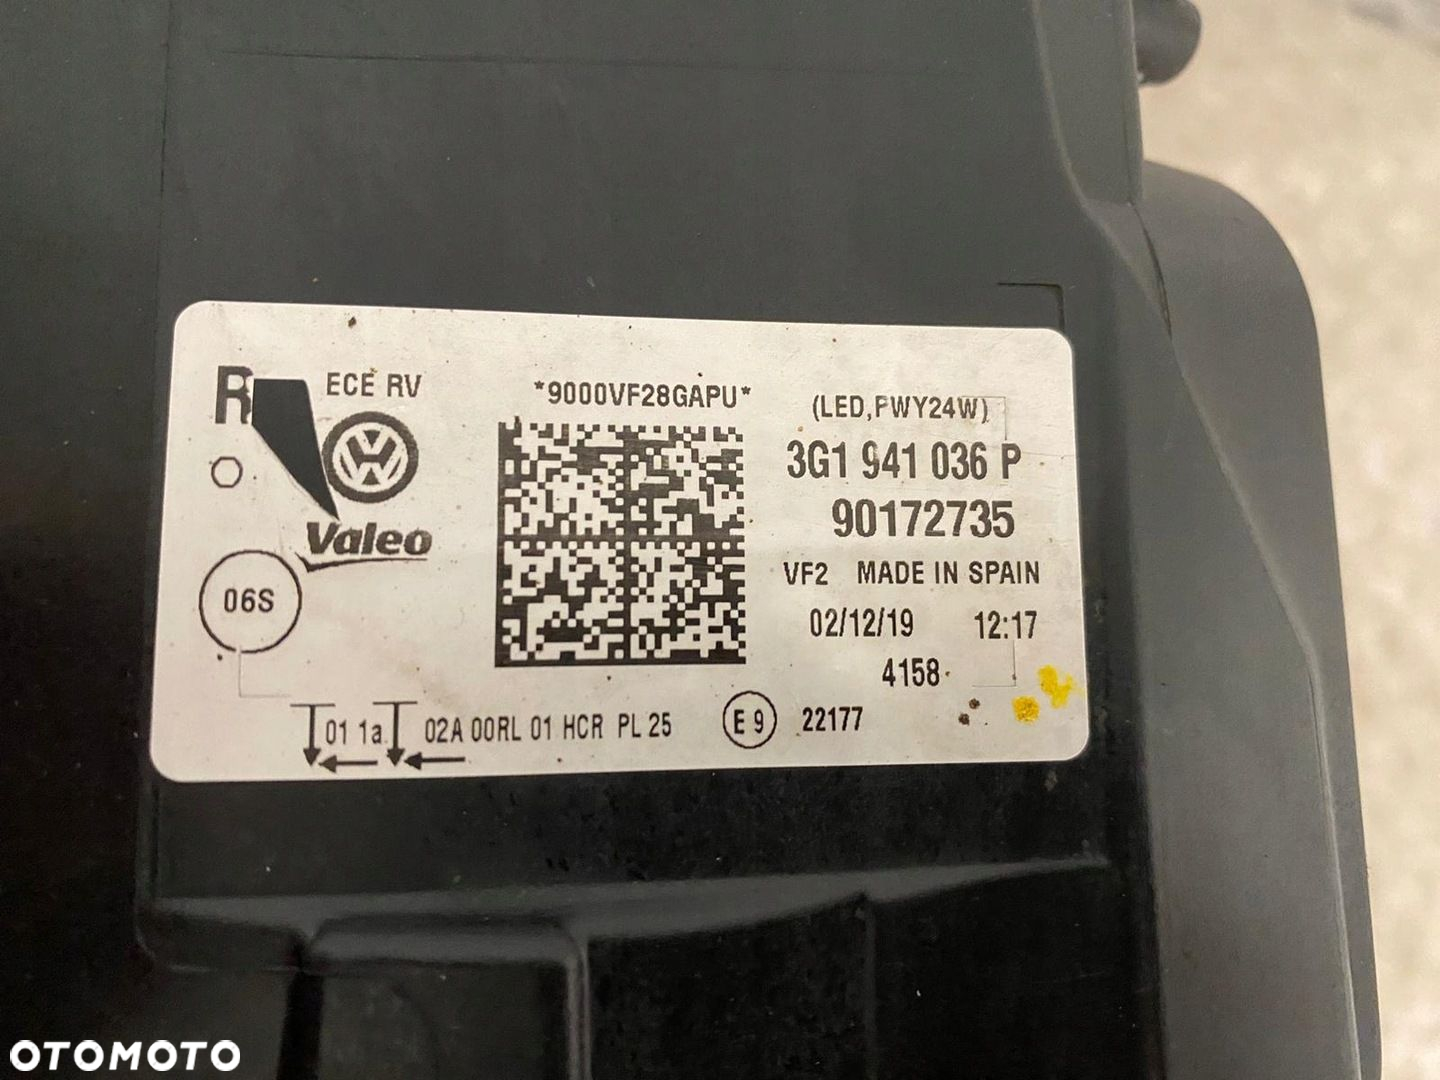 R
ECE RV
*9000VF28GAPU*
(LED,PWY24W)
3G1 941 036 P
Valeo
90172735
VF2 MADE IN SPAIN
06S
02/12/19 12:17
4158
01 1a 02A 00RL 01 HCR PL 25
E 9 22177
OTOMOTO